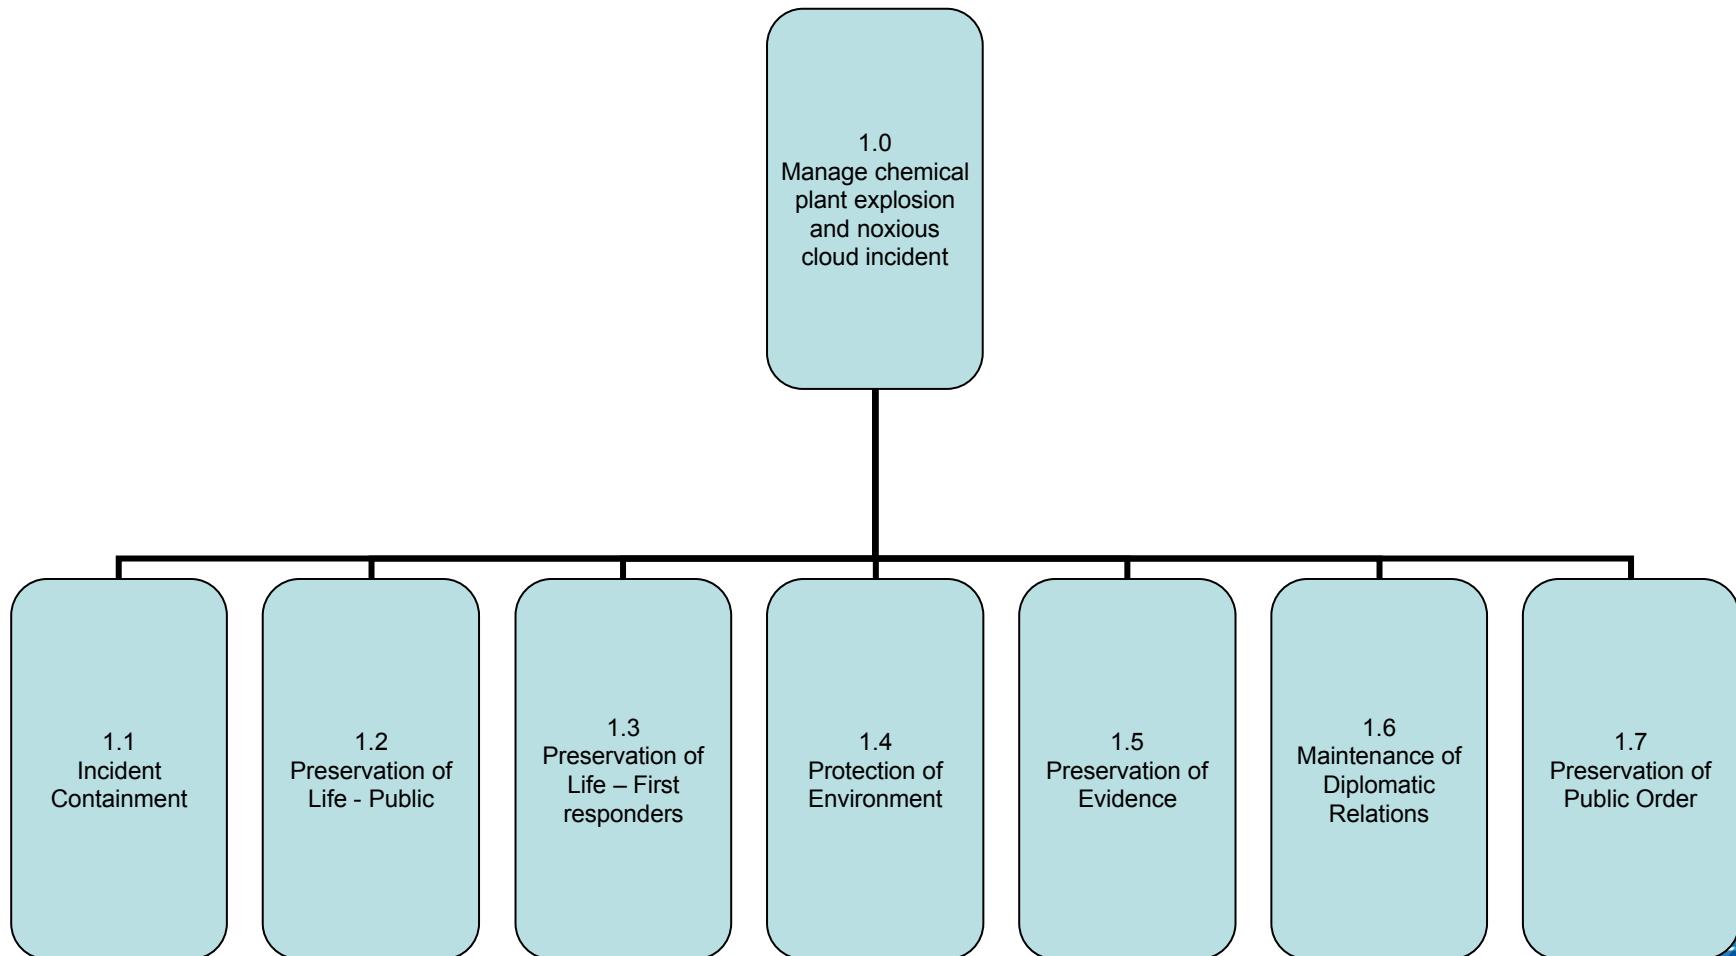 1.0
Manage chemical
plant explosion
and noxious
cloud incident
1.1
Incident
Containment
1.2
Preservation of
Life - Public
1.3
Preservation of
Life – First
responders
1.4
Protection of
Environment
1.5
Preservation of
Evidence
1.6
Maintenance of
Diplomatic
Relations
1.7
Preservation of
Public Order